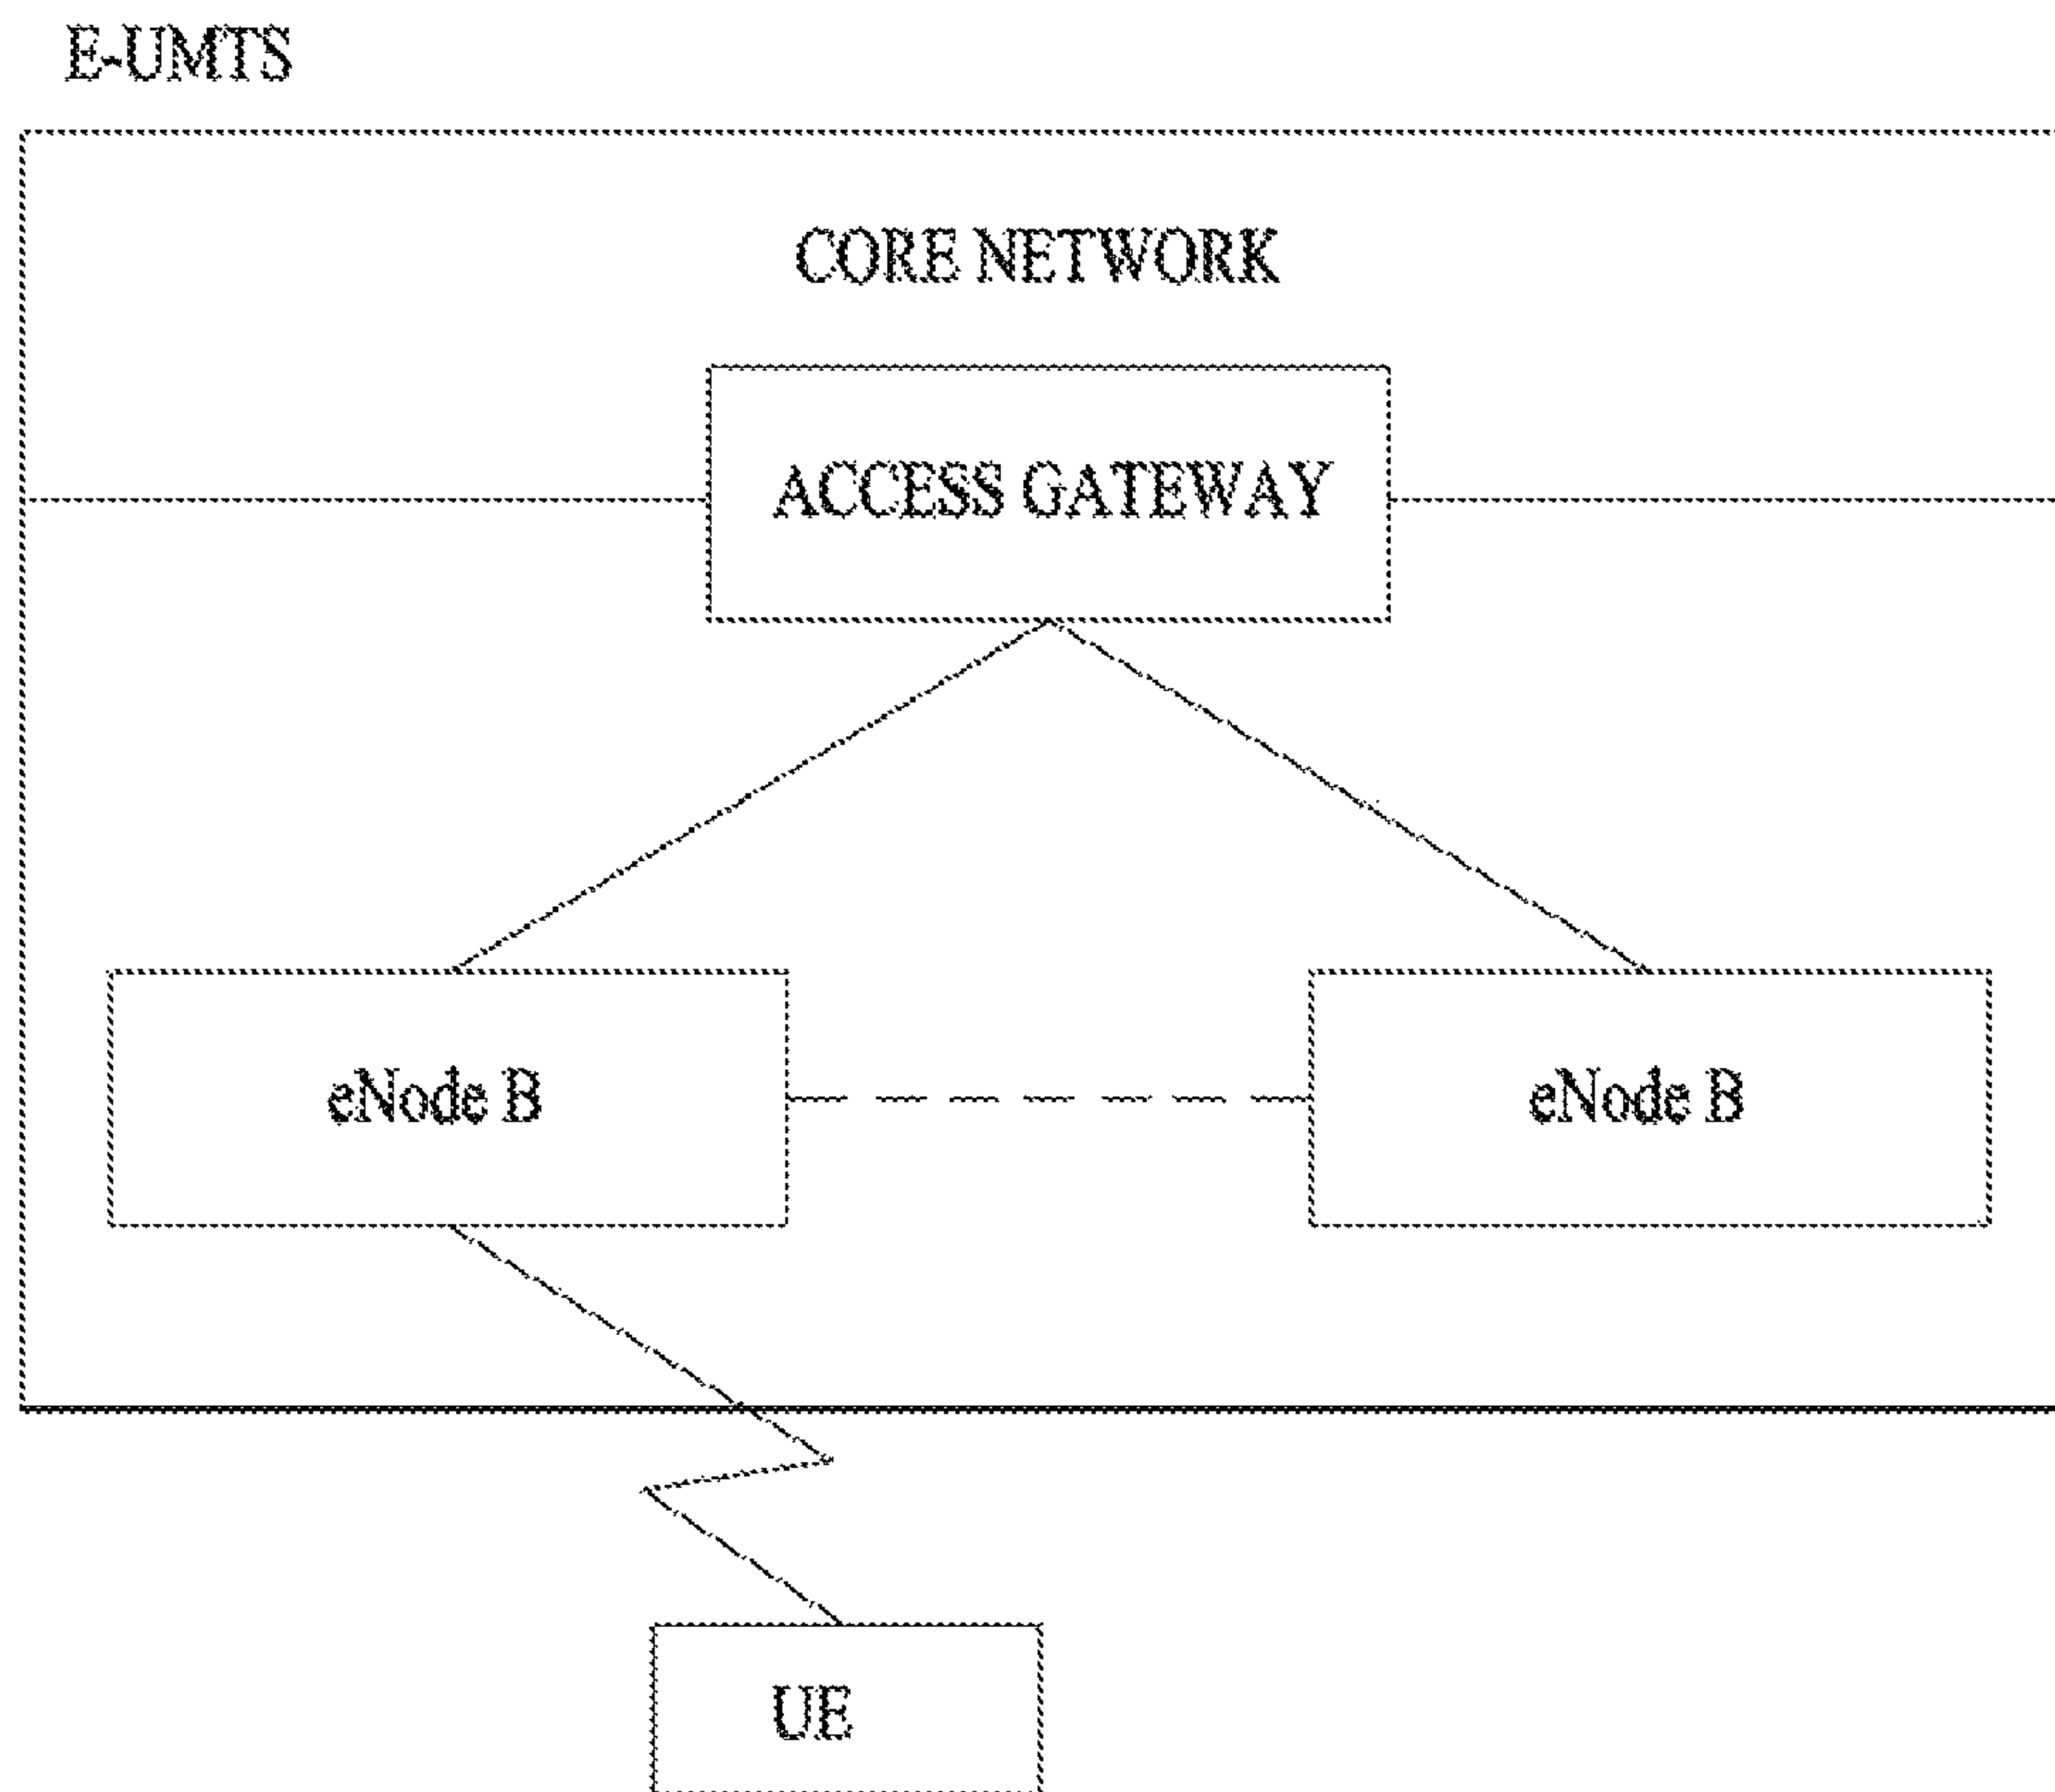 E-UMTS
CORE NETWORK
ACCESS GATEWAY
eNode B
eNode B
UE